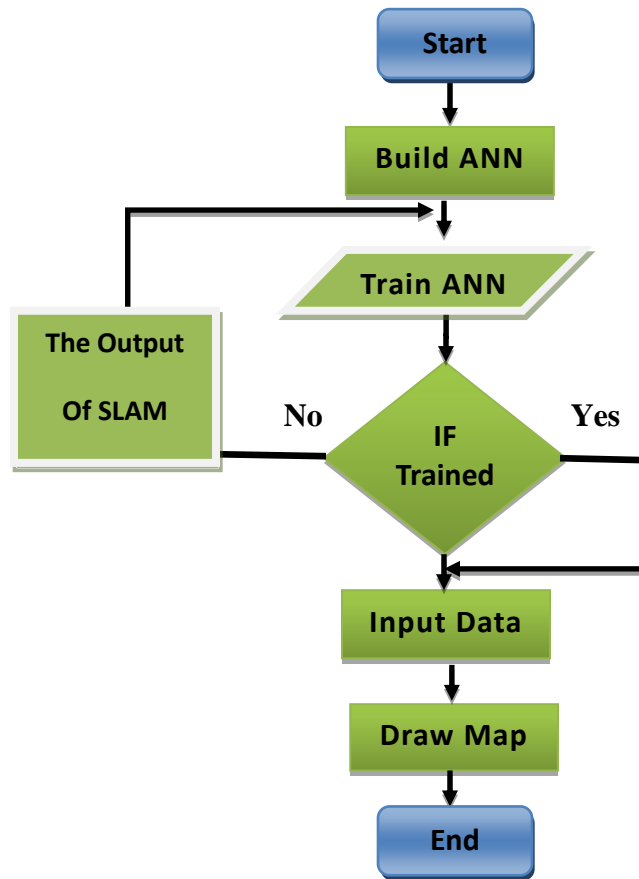 Start
Build ANN
Train ANN
The Output
Of SLAM
No
Yes
IF
Trained
Input Data
Draw Map
End